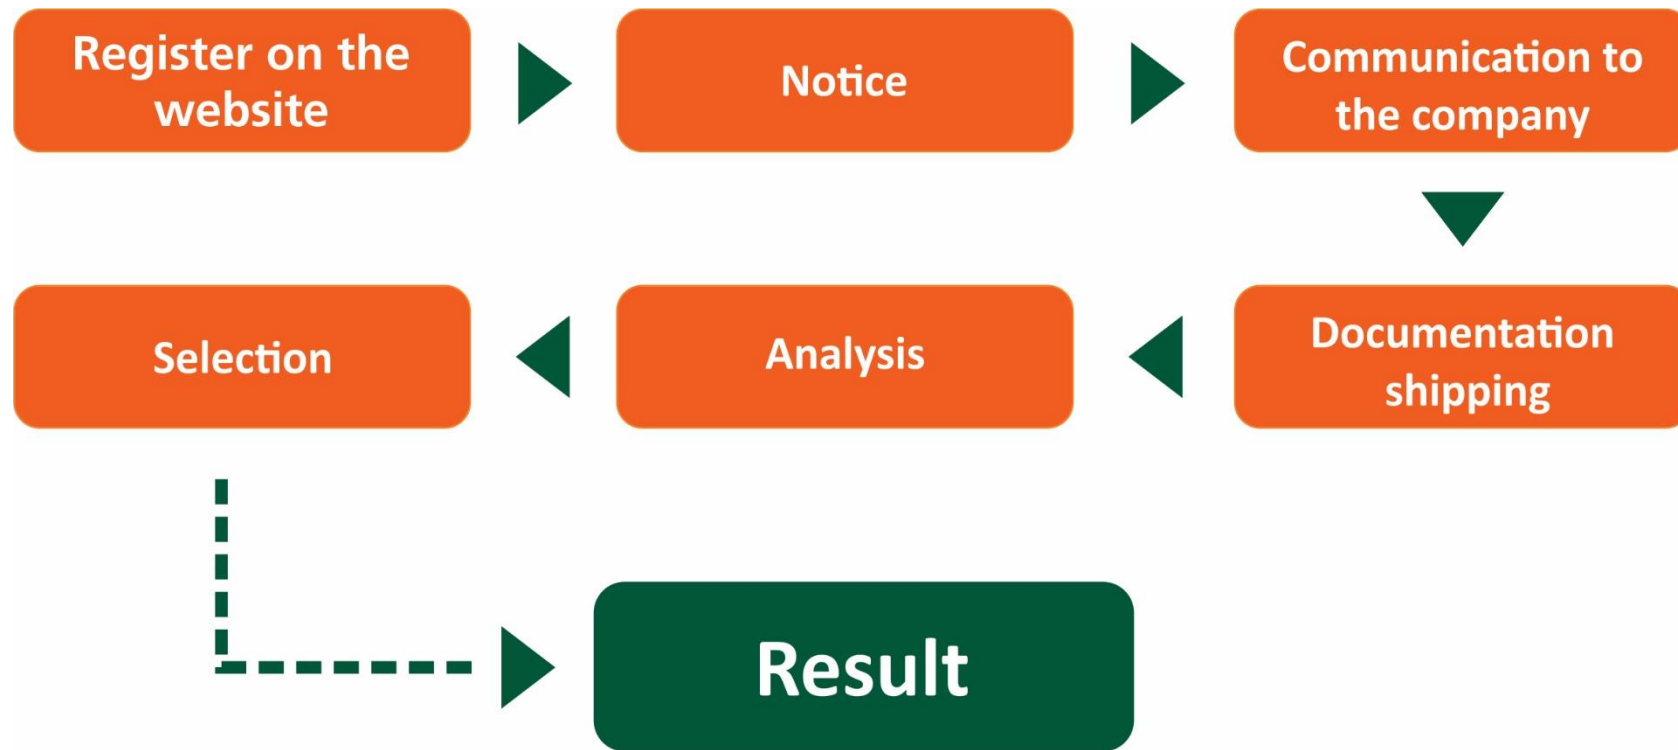 Register on the
website
Notice
Communication to
the company
Documentation
shipping
Analysis
Selection
Result